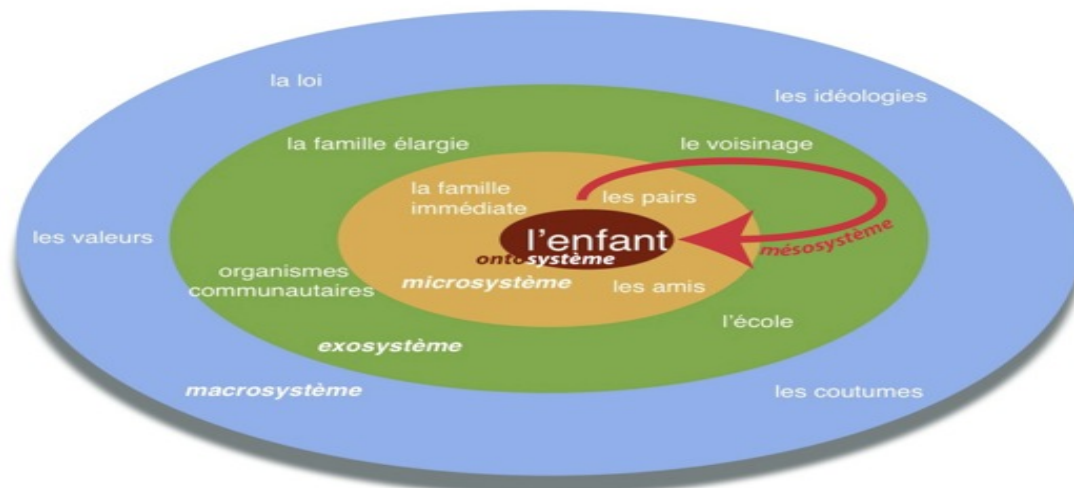 la loi
les idéologies
la famille élargie
le voisinage
la famille
immédiate
les pairs
les valeurs
l'enfant
ontosystème
mésosystème
organismes
communautaires
microsystème
les amis
l'école
exosystème
macrosystème
les coutumes